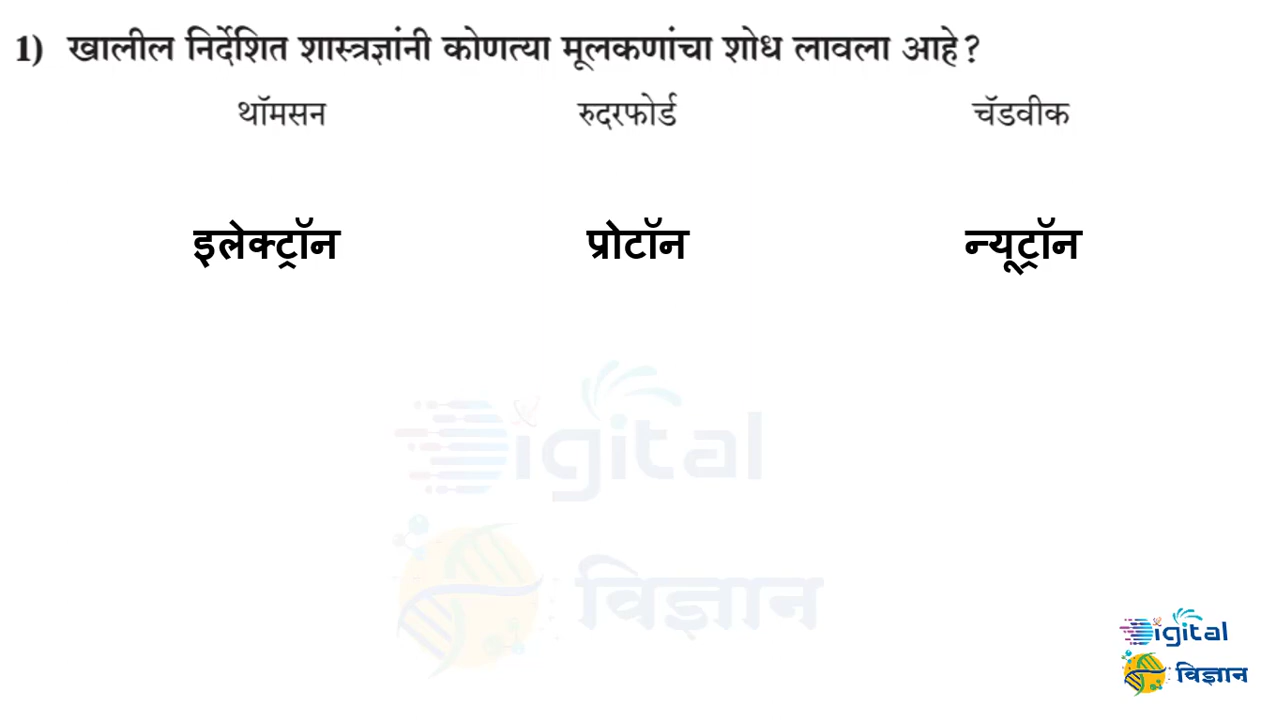 1) खालील निर्देशित शास्त्रज्ञांनी कोणत्या मूलकणांचा शोध लावला आहे?
थॉमसन रुदरफोर्ड चॅडवीक
इलेक्ट्रॉन प्रोटॉन न्यूट्रॉन
Digital
विज्ञान
Digital
विज्ञान